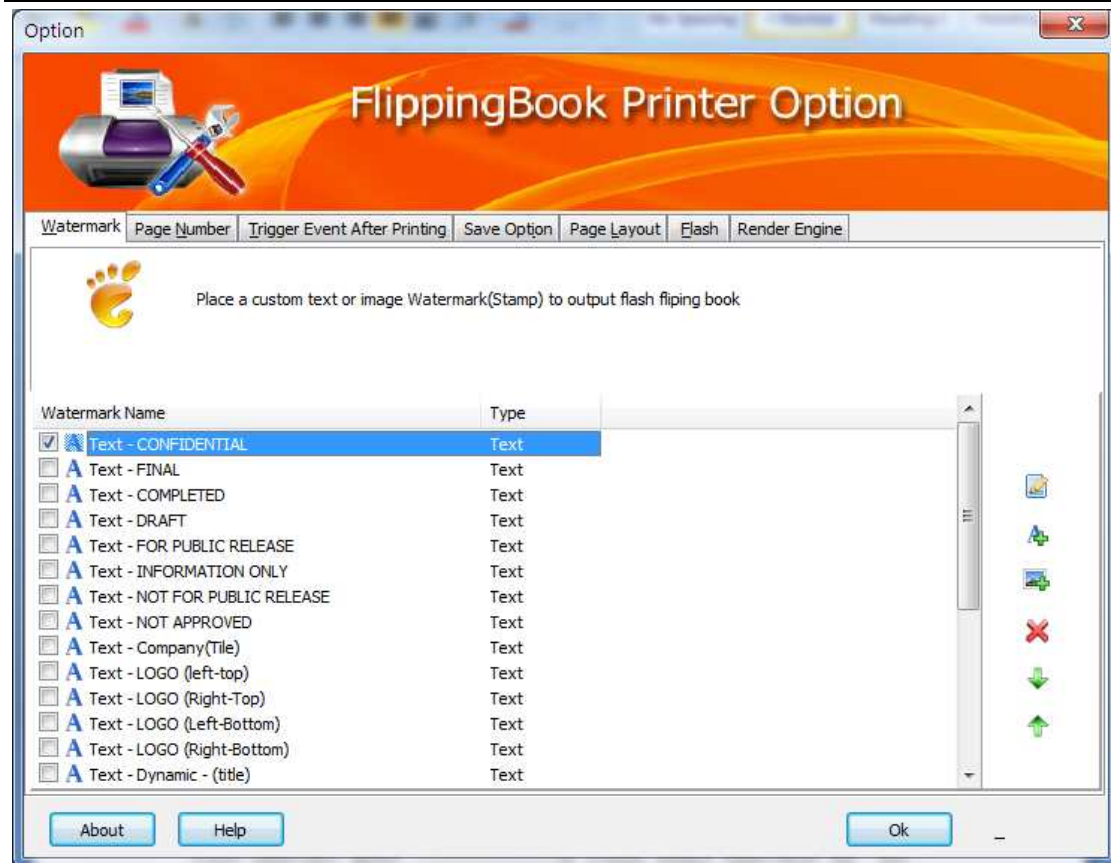 Option
FlippingBook Printer Option
Watermark Page Number Trigger Event After Printing Save Option Page Layout Flash Render Engine
Place a custom text or image Watermark(Stamp) to output flash fliping book
Watermark Name Type
Text - CONFIDENTIAL Text
Text - FINAL Text
Text - COMPLETED Text
Text - DRAFT Text
Text - FOR PUBLIC RELEASE Text
Text - INFORMATION ONLY Text
Text - NOT FOR PUBLIC RELEASE Text
Text - NOT APPROVED Text
Text - Company(Tile) Text
Text - LOGO (left-top) Text
Text - LOGO (Right-Top) Text
Text - LOGO (Left-Bottom) Text
Text - LOGO (Right-Bottom) Text
Text - Dynamic - (title) Text
About Help Ok